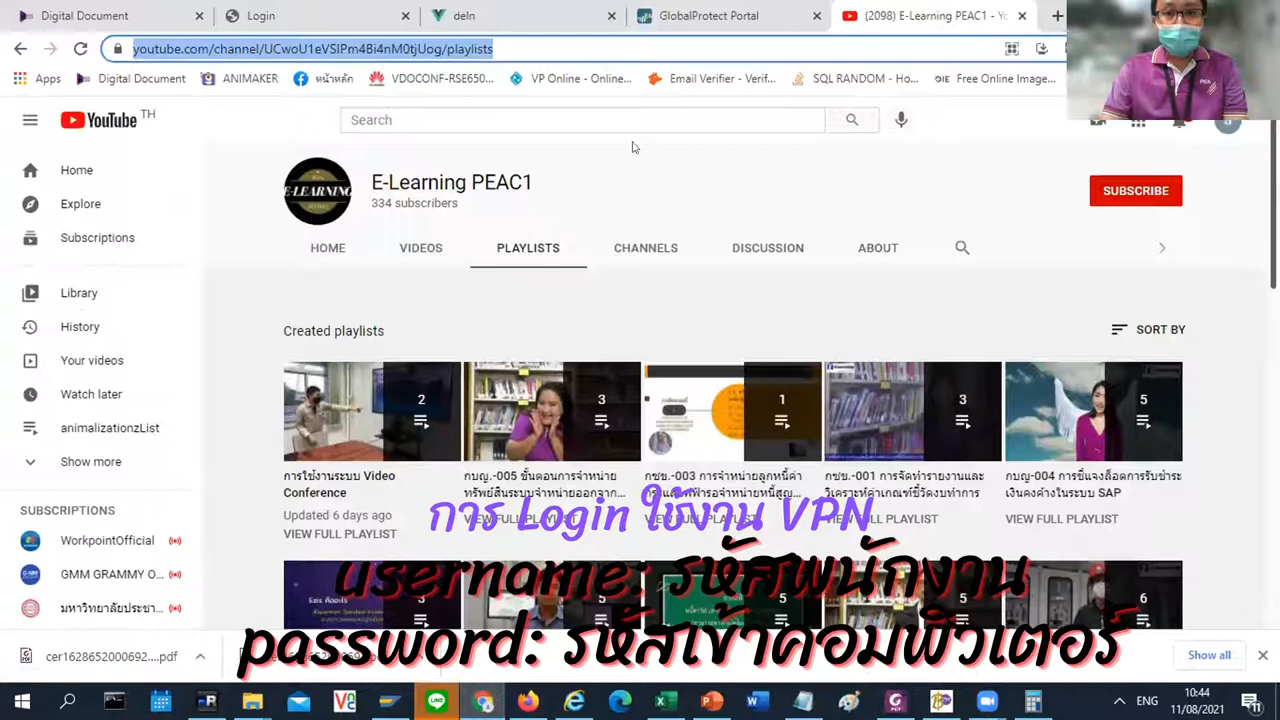 Digital Document
Login
deln
GlobalProtect Portal
(2098) E-Learning PEAC1 - Yo
youtube.com/channel/UCwoU1eVSIPm4Bi4nM0tjUog/playlists
Apps
Digital Document
ANIMAKER
หน้าหลัก
VDOCONF-RSE650...
VP Online - Online...
Email Verifier - Verif...
SQL RANDOM - Ho...
Free Online Image...
PEA
YouTube TH
Search
Home
Explore
Subscriptions
Library
History
Your videos
Watch later
animalizationzList
Show more
SUBSCRIPTIONS
WorkpointOfficial
GMM GRAMMY O...
มหาวิทยาลัยประชา...
E-LEARNING
E-Learning PEAC1
334 subscribers
SUBSCRIBE
HOME
VIDEOS
PLAYLISTS
CHANNELS
DISCUSSION
ABOUT
Created playlists
SORT BY
2
3
1
3
5
การใช้งานระบบ Video
Conference
Updated 6 days ago
VIEW FULL PLAYLIST
กบญ.-005 ขั้นตอนการจำหน่าย
ทรัพย์สินระบบจำหน่ายออกจาก...
กซข.-003 การจำหน่ายลูกหนี้ค่า
กซข.-001 การจัดทำรายงานและ
วิเคราะห์ค่าเกณฑ์ชี้วัดงบทำการ
VIEW FULL PLAYLIST
กบญ-004 การชี้แจงล็อตการรับชำระ
เงินคงค้างในระบบ SAP
VIEW FULL PLAYLIST
การ Login ใช้งาน VPN
username: รหัสพนักงาน
password: รหัสเข้าคอมพิวเตอร์
cer1628652000692....pdf
Show all
ENG
10:44
11/08/2021